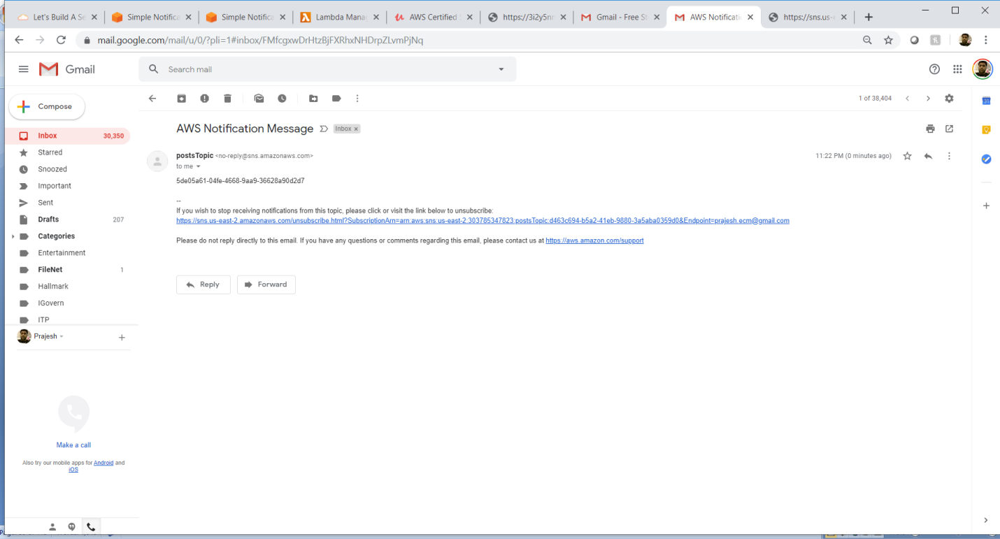 Let's Build A Se
Simple Notifica
Simple Notifica
Lambda Manag
AWS Certified
https://3i2y5nr
Gmail - Free St
AWS Notificatio
https://sns.us-
mail.google.com/mail/u/0/?pli=1#inbox/FMfcgxwDrHtzBjFXRhxNHDrpZLvmPjNq
Gmail
Search mail
Compose
1 of 38,404
31
AWS Notification Message
Inbox x
Inbox 30,350
Starred
Snoozed
Important
Sent
Drafts 207
Categories
Entertainment
FileNet 1
Hallmark
IGovern
ITP
Prajesh
postsTopic <no-reply@sns.amazonaws.com>
11:22 PM (0 minutes ago)
to me
5de05a61-04fe-4668-9aa9-36628a90d2d7
--
If you wish to stop receiving notifications from this topic, please click or visit the link below to unsubscribe:
https://sns.us-east-2.amazonaws.com/unsubscribe.html?SubscriptionArn=arn:aws:sns:us-east-2:303785347823:postsTopic:d463c694-b5a2-41eb-9880-3a5aba0359d0&Endpoint=prajesh.ecm@gmail.com
Please do not reply directly to this email. If you have any questions or comments regarding this email, please contact us at https://aws.amazon.com/support
Reply
Forward
Make a call
Also try our mobile apps for Android and
iOS